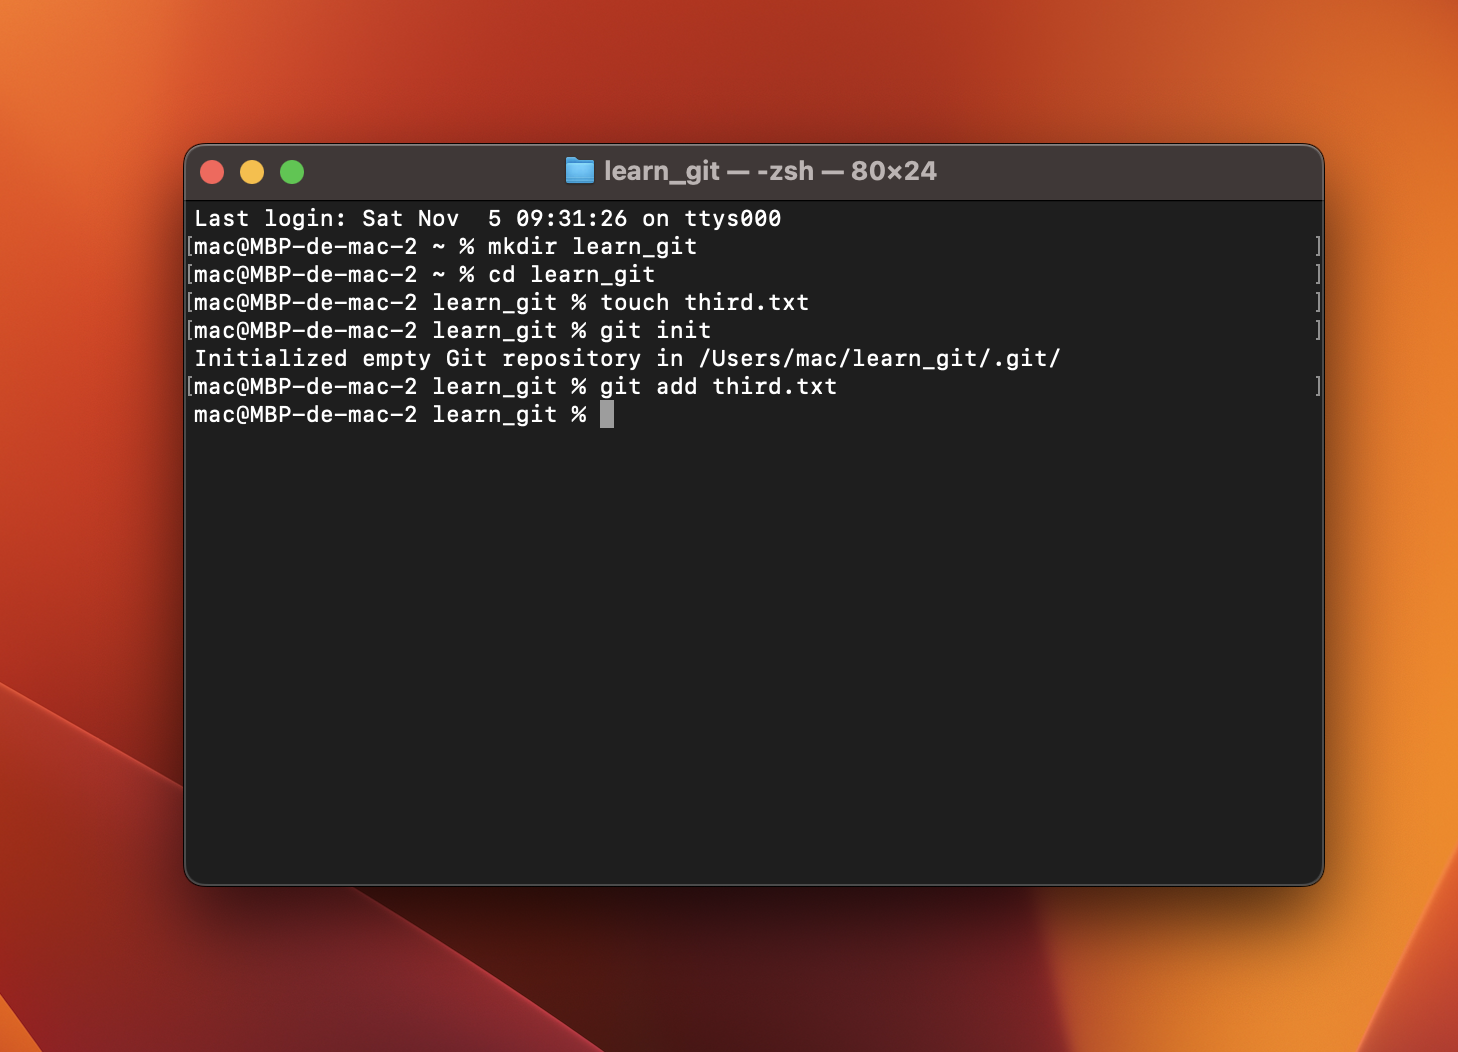 learn_git — -zsh — 80×24
Last login: Sat Nov  5 09:31:26 on ttys000
[mac@MBP-de-mac-2 ~ % mkdir learn_git ]
[mac@MBP-de-mac-2 ~ % cd learn_git ]
[mac@MBP-de-mac-2 learn_git % touch third.txt ]
[mac@MBP-de-mac-2 learn_git % git init ]
Initialized empty Git repository in /Users/mac/learn_git/.git/
[mac@MBP-de-mac-2 learn_git % git add third.txt ]
mac@MBP-de-mac-2 learn_git %